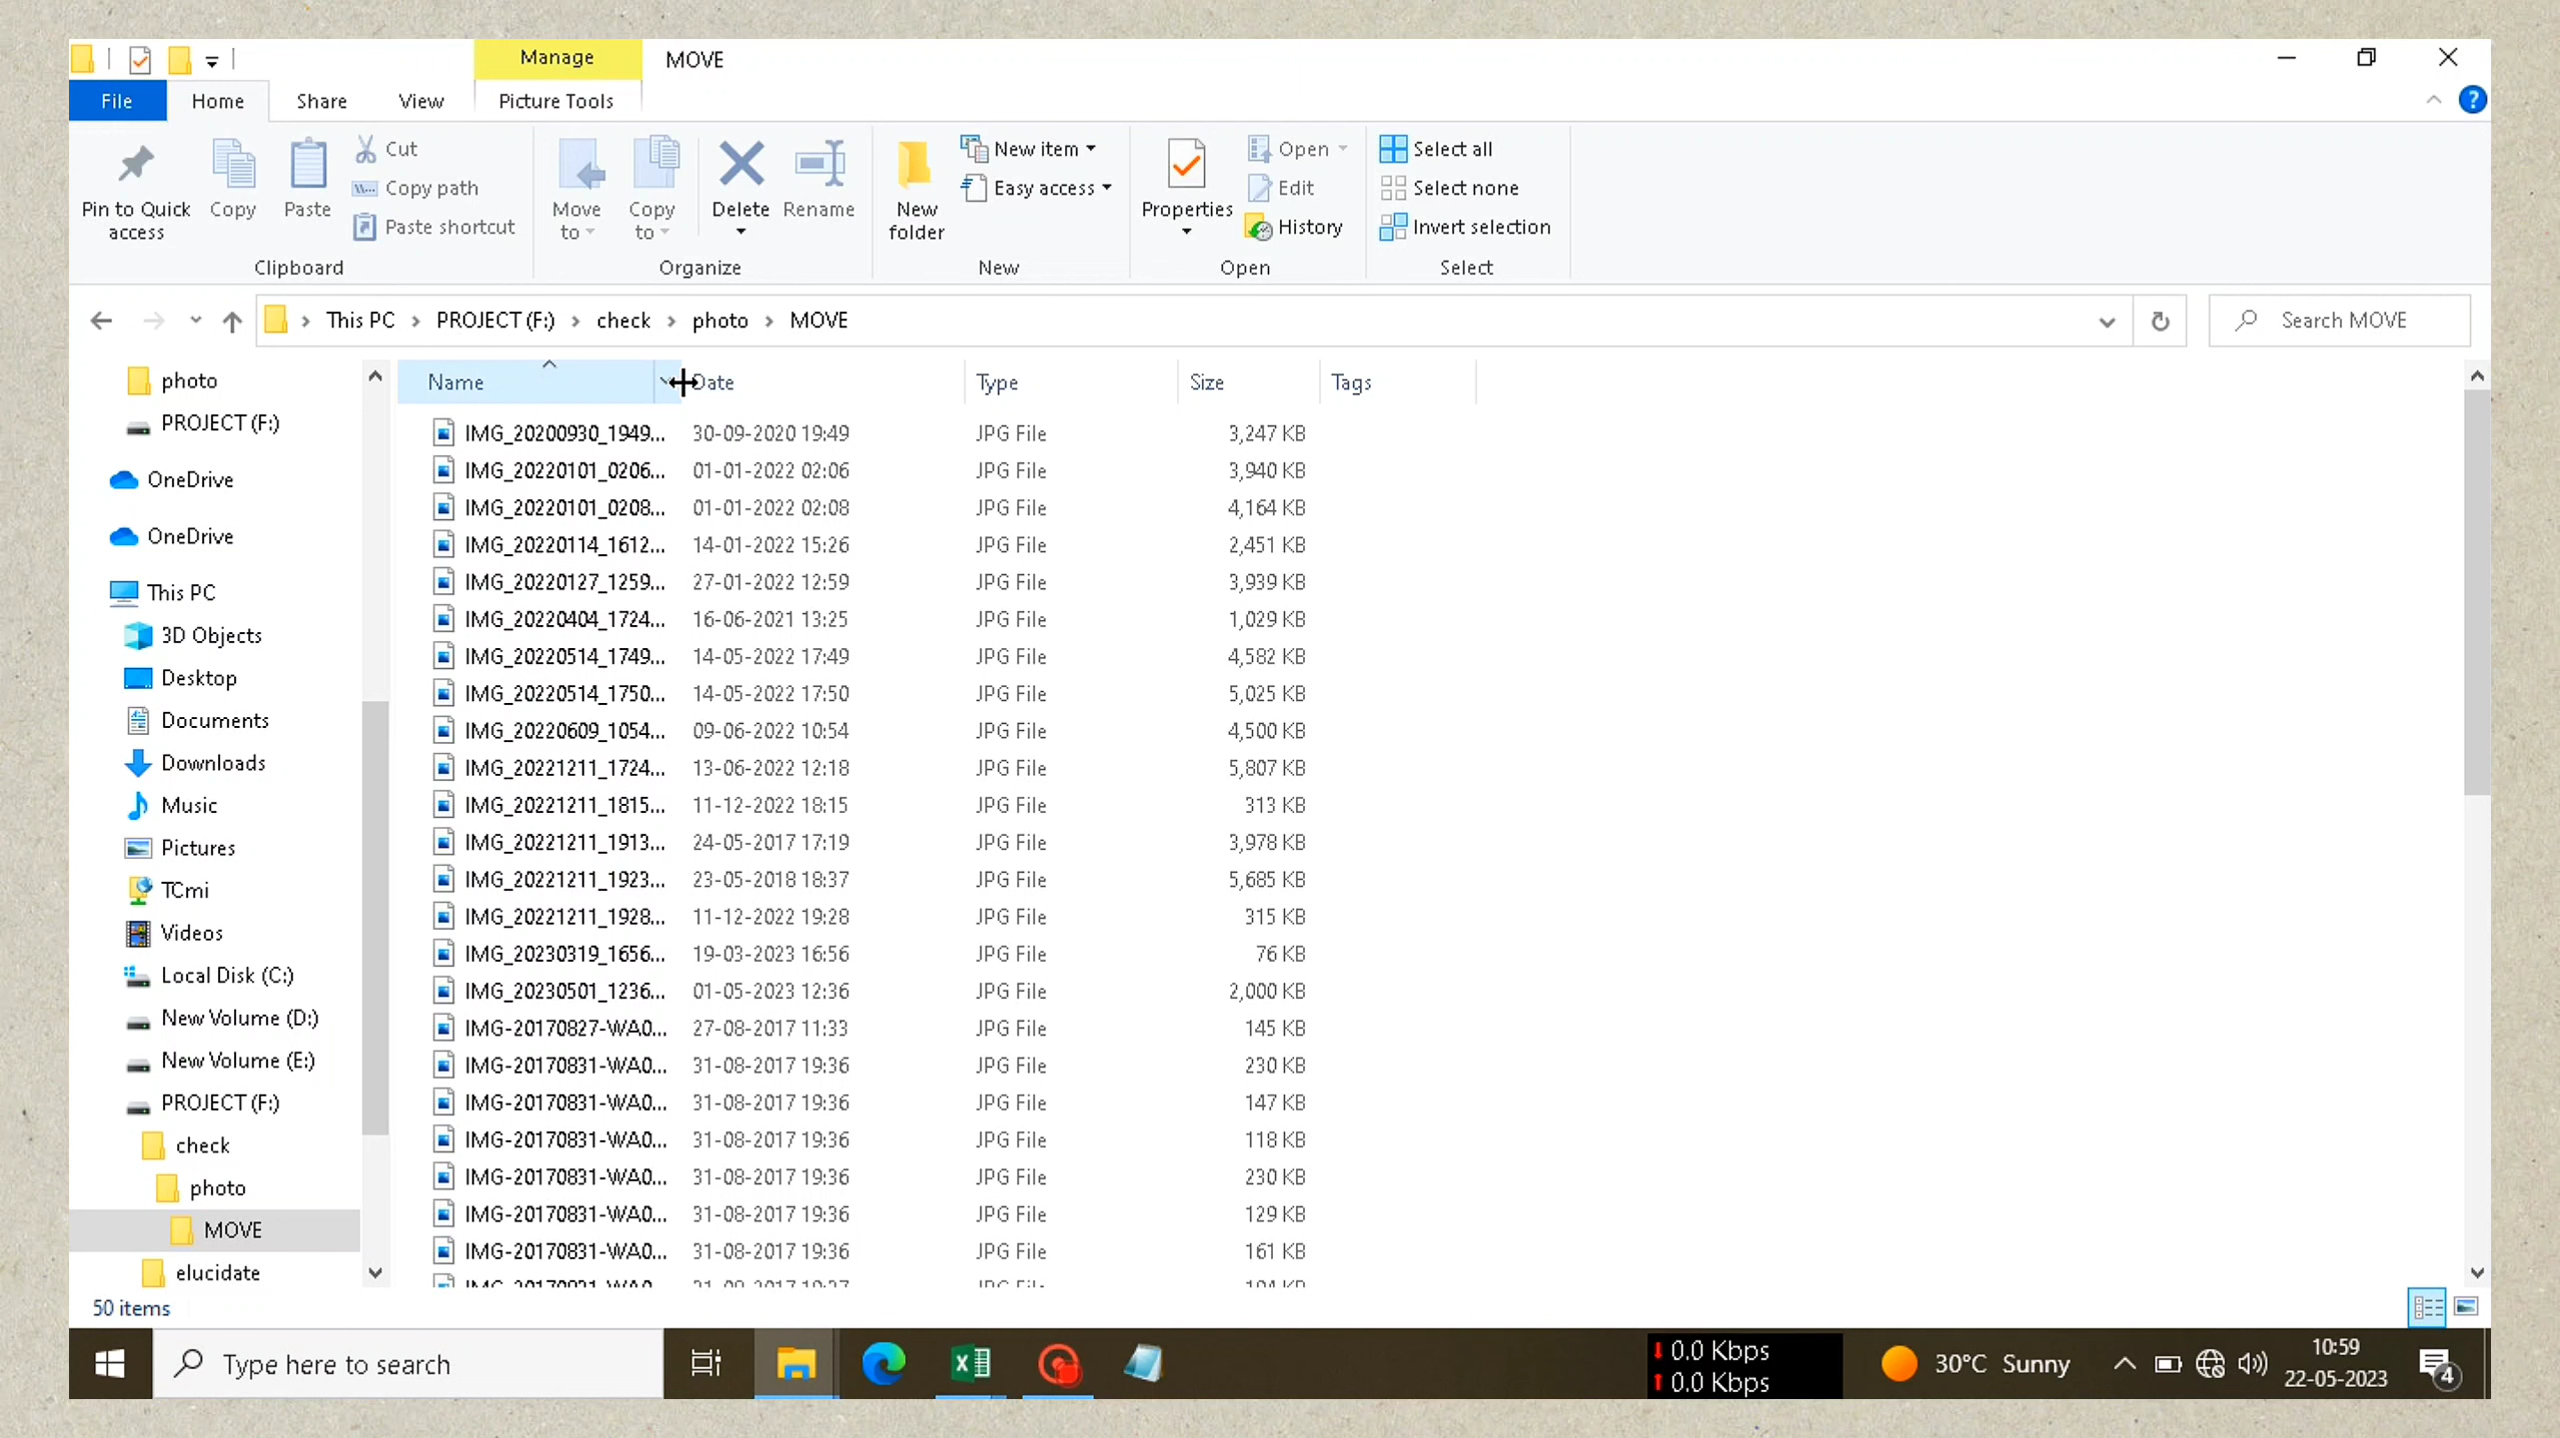 Manage MOVE
File Home Share View Picture Tools
Pin to Quick access
Copy
Paste
Cut
Copy path
Paste shortcut
Clipboard
Move to
Copy to
Delete
Rename
Organize
New folder
New item
Easy access
New
Properties
Open
Edit
History
Open
Select all
Select none
Invert selection
Select
This PC > PROJECT (F:) > check > photo > MOVE
Search MOVE
photo
PROJECT (F:)
OneDrive
OneDrive
This PC
3D Objects
Desktop
Documents
Downloads
Music
Pictures
TCmi
Videos
Local Disk (C:)
New Volume (D:)
New Volume (E:)
PROJECT (F:)
check
photo
MOVE
elucidate
Name Date Type Size Tags
IMG_20200930_1949... 30-09-2020 19:49 JPG File 3,247 KB
IMG_20220101_0206... 01-01-2022 02:06 JPG File 3,940 KB
IMG_20220101_0208... 01-01-2022 02:08 JPG File 4,164 KB
IMG_20220114_1612... 14-01-2022 15:26 JPG File 2,451 KB
IMG_20220127_1259... 27-01-2022 12:59 JPG File 3,939 KB
IMG_20220404_1724... 16-06-2021 13:25 JPG File 1,029 KB
IMG_20220514_1749... 14-05-2022 17:49 JPG File 4,582 KB
IMG_20220514_1750... 14-05-2022 17:50 JPG File 5,025 KB
IMG_20220609_1054... 09-06-2022 10:54 JPG File 4,500 KB
IMG_20221211_1724... 13-06-2022 12:18 JPG File 5,807 KB
IMG_20221211_1815... 11-12-2022 18:15 JPG File 313 KB
IMG_20221211_1913... 24-05-2017 17:19 JPG File 3,978 KB
IMG_20221211_1923... 23-05-2018 18:37 JPG File 5,685 KB
IMG_20221211_1928... 11-12-2022 19:28 JPG File 315 KB
IMG_20230319_1656... 19-03-2023 16:56 JPG File 76 KB
IMG_20230501_1236... 01-05-2023 12:36 JPG File 2,000 KB
IMG-20170827-WA0... 27-08-2017 11:33 JPG File 145 KB
IMG-20170831-WA0... 31-08-2017 19:36 JPG File 230 KB
IMG-20170831-WA0... 31-08-2017 19:36 JPG File 147 KB
IMG-20170831-WA0... 31-08-2017 19:36 JPG File 118 KB
IMG-20170831-WA0... 31-08-2017 19:36 JPG File 230 KB
IMG-20170831-WA0... 31-08-2017 19:36 JPG File 129 KB
IMG-20170831-WA0... 31-08-2017 19:36 JPG File 161 KB
50 items
Type here to search
0.0 Kbps
0.0 Kbps
30°C Sunny
10:59
22-05-2023
4